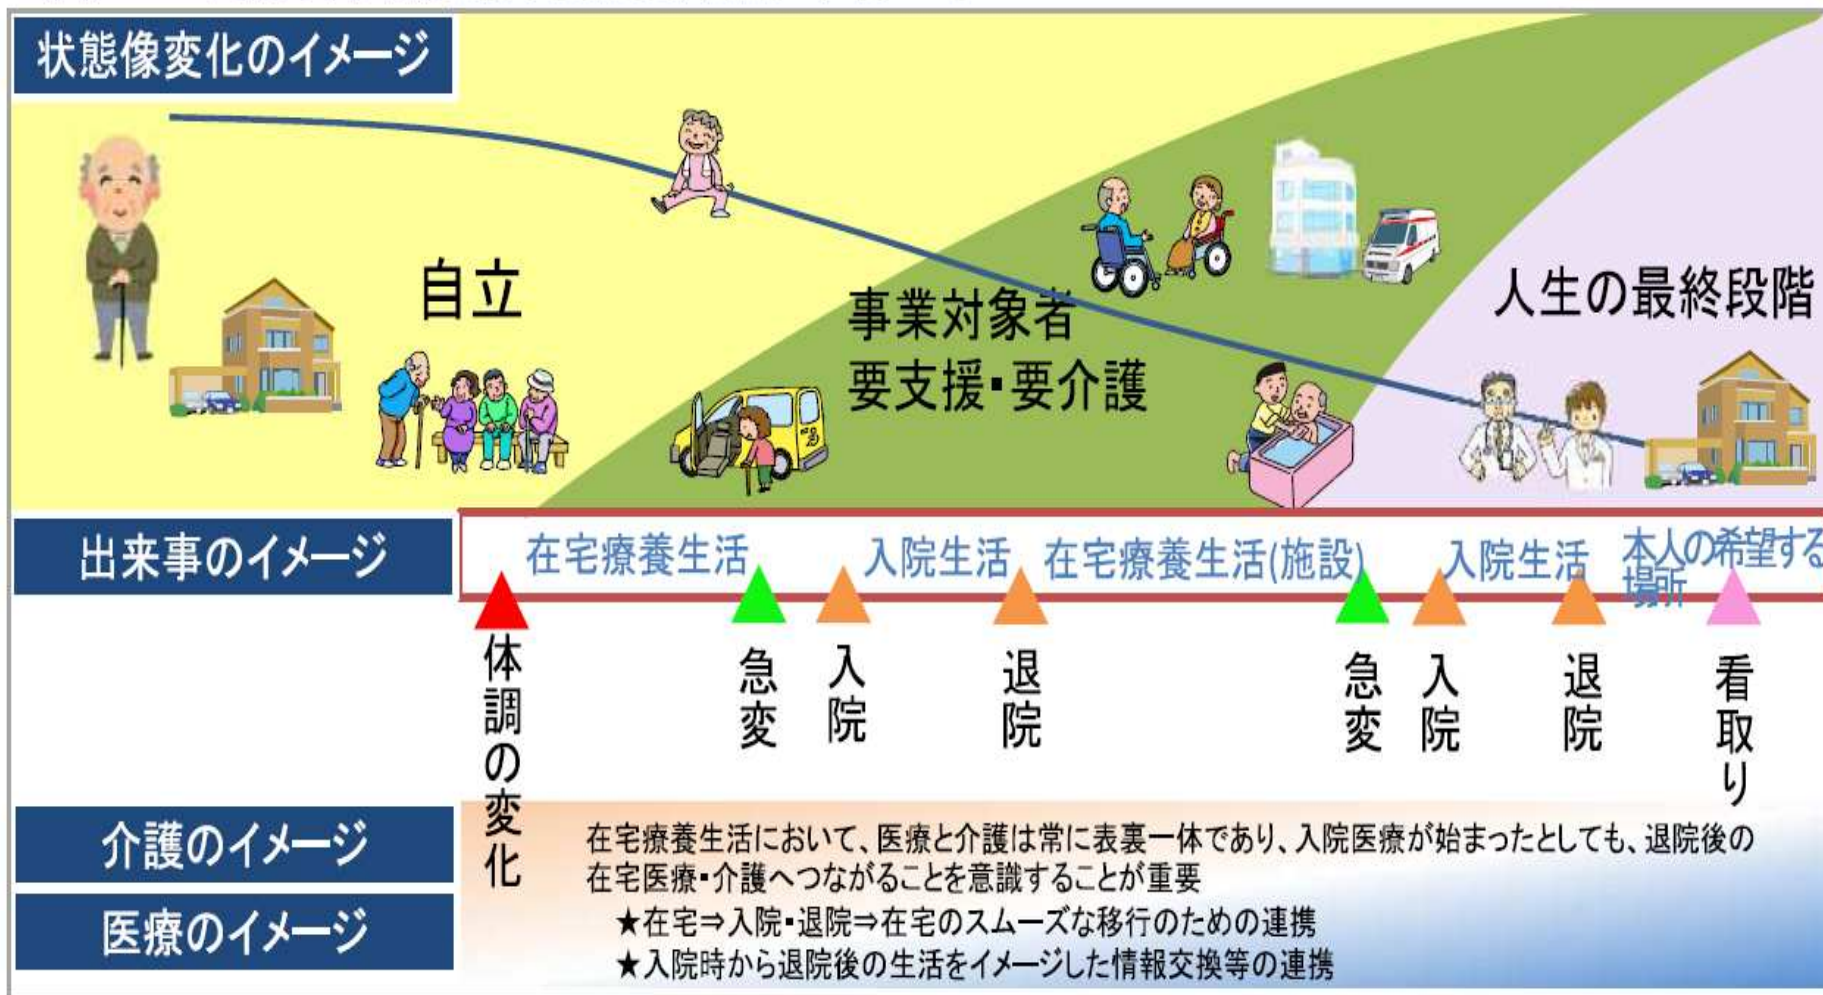 状態像変化のイメージ
自立
事業対象者
要支援・要介護
人生の最終段階
出来事のイメージ
在宅療養生活
入院生活
在宅療養生活(施設)
入院生活
本人の希望する
場所
体調の変化
急変
入院
退院
急変
入院
退院
看取り
介護のイメージ
医療のイメージ
在宅療養生活において、医療と介護は常に表裏一体であり、入院医療が始まったとしても、退院後の
在宅医療・介護へつながることを意識することが重要
★在宅⇒入院・退院⇒在宅のスムーズな移行のための連携
★入院時から退院後の生活をイメージした情報交換等の連携